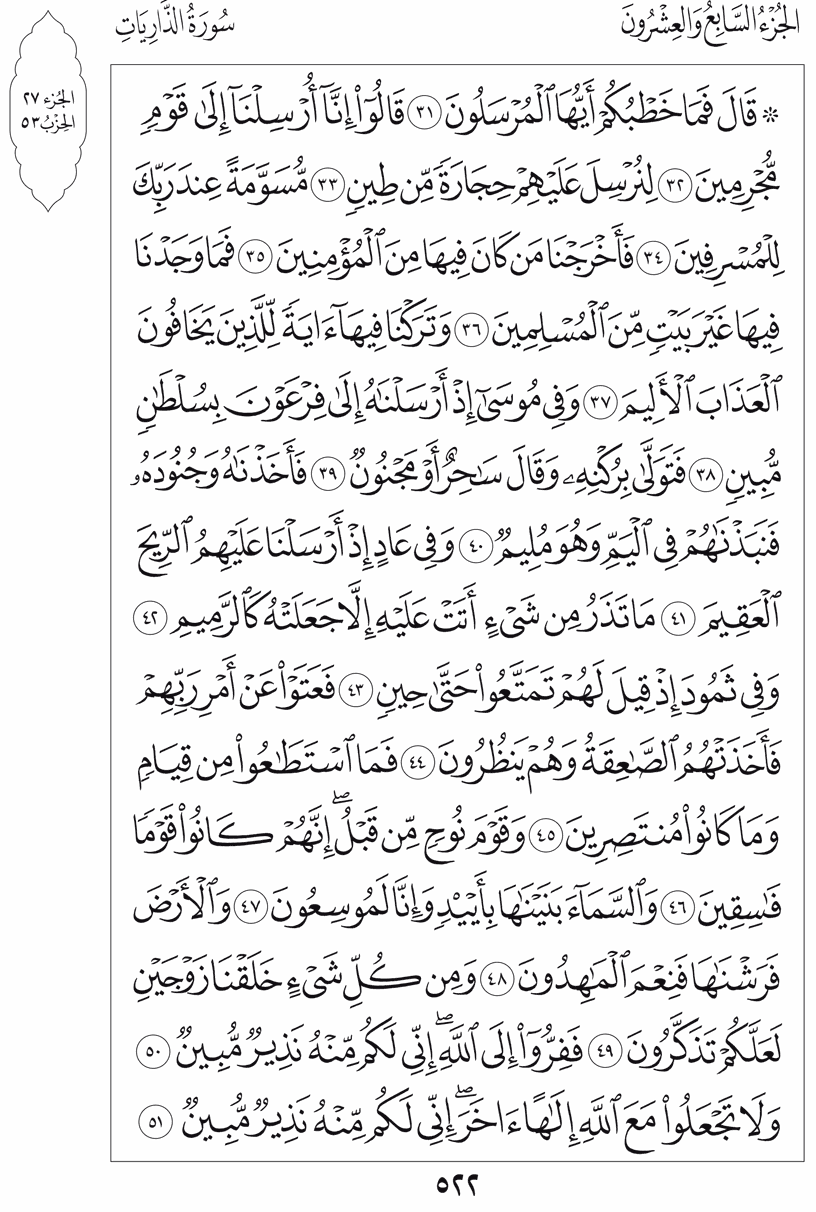 الجُزْءُ السَّابِعُ وَالعِشْرُونَ
سُورَةُ الذَّارِيَاتِ
الجُزء ٢٧
الحِزْبُ ٥٣
* قَالَ فَمَا خَطْبُكُمْ أَيُّهَا ٱلْمُرْسَلُونَ ٣١ قَالُوٓا۟ إِنَّآ أُرْسِلْنَآ إِلَىٰ قَوْمٍ
مُّجْرِمِينَ ٣٢ لِنُرْسِلَ عَلَيْهِمْ حِجَارَةً مِّن طِينٍ ٣٣ مُّسَوَّمَةً عِندَ رَبِّكَ
لِلْمُسْرِفِينَ ٣٤ فَأَخْرَجْنَا مَن كَانَ فِيهَا مِنَ ٱلْمُؤْمِنِينَ ٣٥ فَمَا وَجَدْنَا
فِيهَا غَيْرَ بَيْتٍ مِّنَ ٱلْمُسْلِمِينَ ٣٦ وَتَرَكْنَا فِيهَآ ءَايَةً لِّلَّذِينَ يَخَافُونَ
ٱلْعَذَابَ ٱلْأَلِيمَ ٣٧ وَفِى مُوسَىٰٓ إِذْ أَرْسَلْنَٰهُ إِلَىٰ فِرْعَوْنَ بِسُلْطَٰنٍ
مُّبِينٍ ٣٨ فَتَوَلَّىٰ بِرُكْنِهِۦ وَقَالَ سَٰحِرٌ أَوْ مَجْنُونٌ ٣٩ فَأَخَذْنَٰهُ وَجُنُودَهُۥ
فَنَبَذْنَٰهُمْ فِى ٱلْيَمِّ وَهُوَ مُلِيمٌ ٤٠ وَفِى عَادٍ إِذْ أَرْسَلْنَا عَلَيْهِمُ ٱلرِّيحَ
ٱلْعَقِيمَ ٤١ مَا تَذَرُ مِن شَىْءٍ أَتَتْ عَلَيْهِ إِلَّا جَعَلَتْهُ كَٱلرَّمِيمِ ٤٢
وَفِى ثَمُودَ إِذْ قِيلَ لَهُمْ تَمَتَّعُوا۟ حَتَّىٰ حِينٍ ٤٣ فَعَتَوْا۟ عَنْ أَمْرِ رَبِّهِمْ
فَأَخَذَتْهُمُ ٱلصَّٰعِقَةُ وَهُمْ يَنظُرُونَ ٤٤ فَمَا ٱسْتَطَٰعُوا۟ مِن قِيَامٍ
وَمَا كَانُوا۟ مُنتَصِرِينَ ٤٥ وَقَوْمَ نُوحٍ مِّن قَبْلُ ۖ إِنَّهُمْ كَانُوا۟ قَوْمًا
فَٰسِقِينَ ٤٦ وَٱلسَّمَآءَ بَنَيْنَٰهَا بِأَيْي۟دٍ وَإِنَّا لَمُوسِعُونَ ٤٧ وَٱلْأَرْضَ
فَرَشْنَٰهَا فَنِعْمَ ٱلْمَٰهِدُونَ ٤٨ وَمِن كُلِّ شَىْءٍ خَلَقْنَا زَوْجَيْنِ
لَعَلَّكُمْ تَذَكَّرُونَ ٤٩ فَفِرُّوٓا۟ إِلَى ٱللَّهِ ۖ إِنِّى لَكُم مِّنْهُ نَذِيرٌ مُّبِينٌ ٥٠
وَلَا تَجْعَلُوا۟ مَعَ ٱللَّهِ إِلَٰهًا ءَاخَرَ ۖ إِنِّى لَكُم مِّنْهُ نَذِيرٌ مُّبِينٌ ٥١
٥٢٢